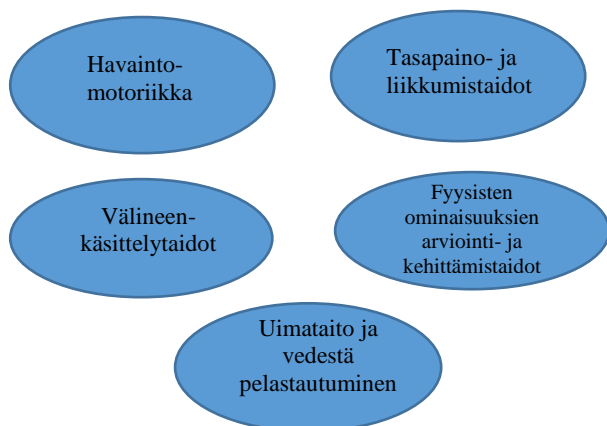 Havainto-
motoriikka
Tasapaino- ja
liikkumistaidot
Välineen-
käsittelytaidot
Fyysisten
ominaisuuksien
arviointi- ja
kehittämistaidot
Uimataito ja
vedestä
pelastautuminen